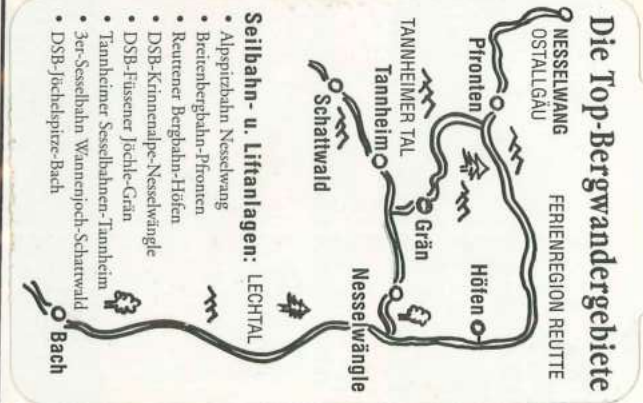 Die Top-Bergwandergebiete
NESSELWANG
OSTALLGÄU
FERIENREGION REUTTE
Pfronten
Höfen
TANNHEIMER TAL
Grän
Tannheim
Nesselwängle
Schattwald
Seilbahn- u. Liftanlagen:
LECHTAL
• Alpspitzbahn Nesselwang
• Breitenbergbahn-Pfronten
• Reuttener Bergbahn-Höfen
• DSB-Krinnenalpe-Nesselwängle
• DSB-Füssener Jöchle-Grän
• Tannheimer Sesselbahnen-Tannheim
• 3er-Sesselbahn Wannenjoch-Schattwald
• DSB-Jöchelspitze-Bach
Bach